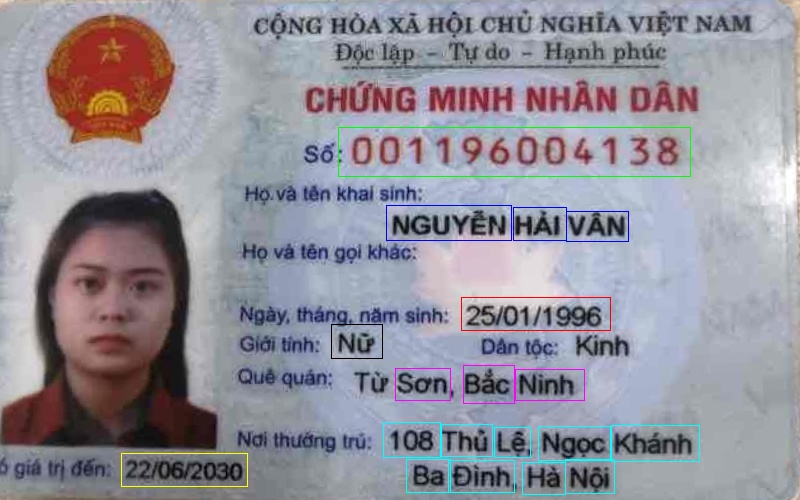 CỘNG HÒA XÃ HỘI CHỦ NGHĨA VIỆT NAM
Độc lập - Tự do - Hạnh phúc
CHỨNG MINH NHÂN DÂN
Số: 001196004138
Họ và tên khai sinh:
NGUYỄN HẢI VÂN
Họ và tên gọi khác:
Ngày, tháng, năm sinh: 25/01/1996
Giới tính: Nữ Dân tộc: Kinh
Quê quán: Từ Sơn, Bắc Ninh
Nơi thường trú: 108 Thủ Lệ, Ngọc Khánh
Ba Đình, Hà Nội
ó giá trị đến: 22/06/2030